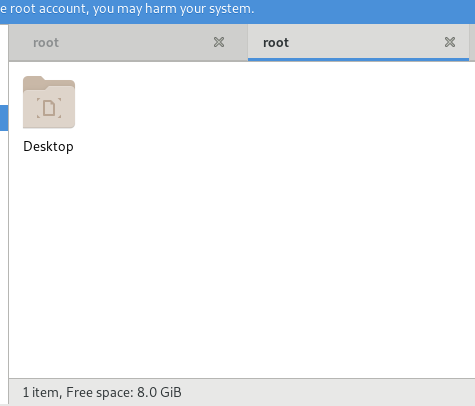 e root account, you may harm your system.
root root
Desktop
1 item, Free space: 8.0 GiB